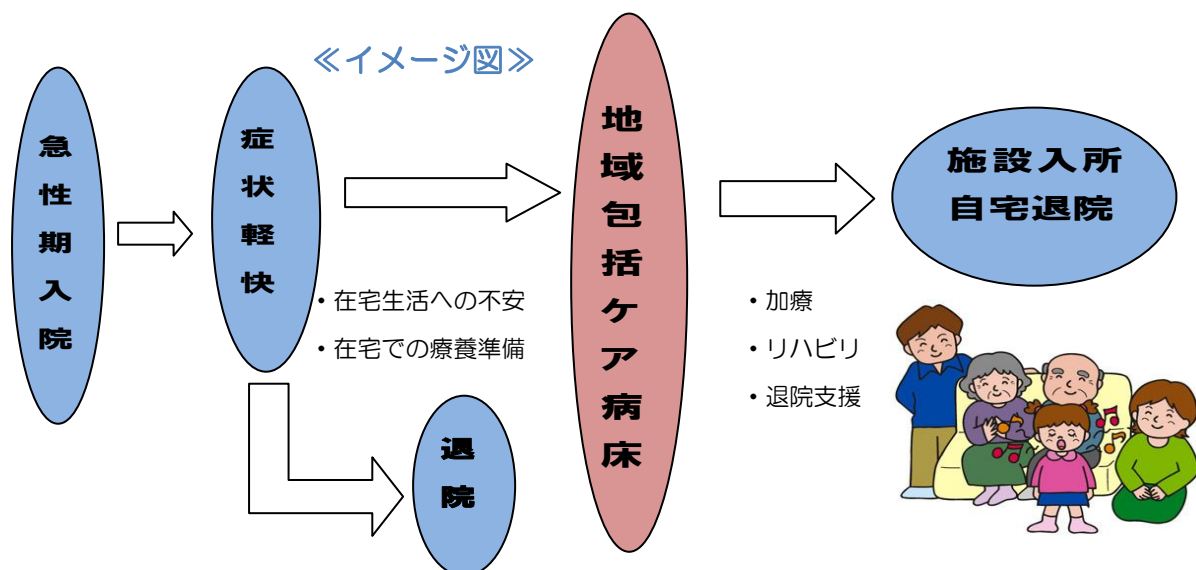 ≪イメージ図≫
急性期入院
症状軽快
・在宅生活への不安
・在宅での療養準備
退院
地域包括ケア病床
・加療
・リハビリ
・退院支援
施設入所
自宅退院